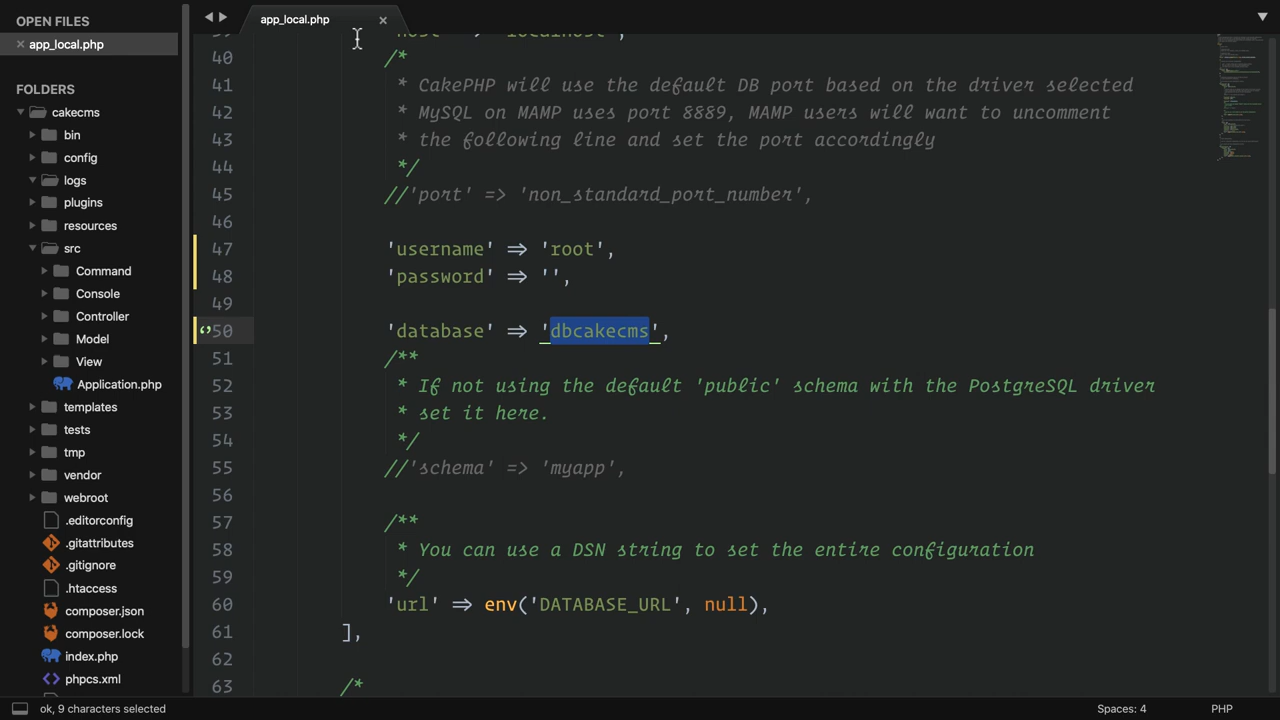 OPEN FILES
app_local.php
FOLDERS
cakecms
bin
config
logs
plugins
resources
src
Command
Console
Controller
Model
View
Application.php
templates
tests
tmp
vendor
webroot
.editorconfig
.gitattributes
.gitignore
.htaccess
composer.json
composer.lock
index.php
phpcs.xml
app_local.php
39 'host' => 'localhost',
40 /*
41 * CakePHP will use the default DB port based on the driver selected
42 * MySQL on MAMP uses port 8889, MAMP users will want to uncomment
43 * the following line and set the port accordingly
44 */
45 //'port' => 'non_standard_port_number',
46
47 'username' => 'root',
48 'password' => '',
49
50 'database' => 'dbcakecms',
51 /**
52 * If not using the default 'public' schema with the PostgreSQL driver
53 * set it here.
54 */
55 //'schema' => 'myapp',
56
57 /**
58 * You can use a DSN string to set the entire configuration
59 */
60 'url' => env('DATABASE_URL', null),
61 ],
62
63 /*
ok, 9 characters selected
Spaces: 4
PHP